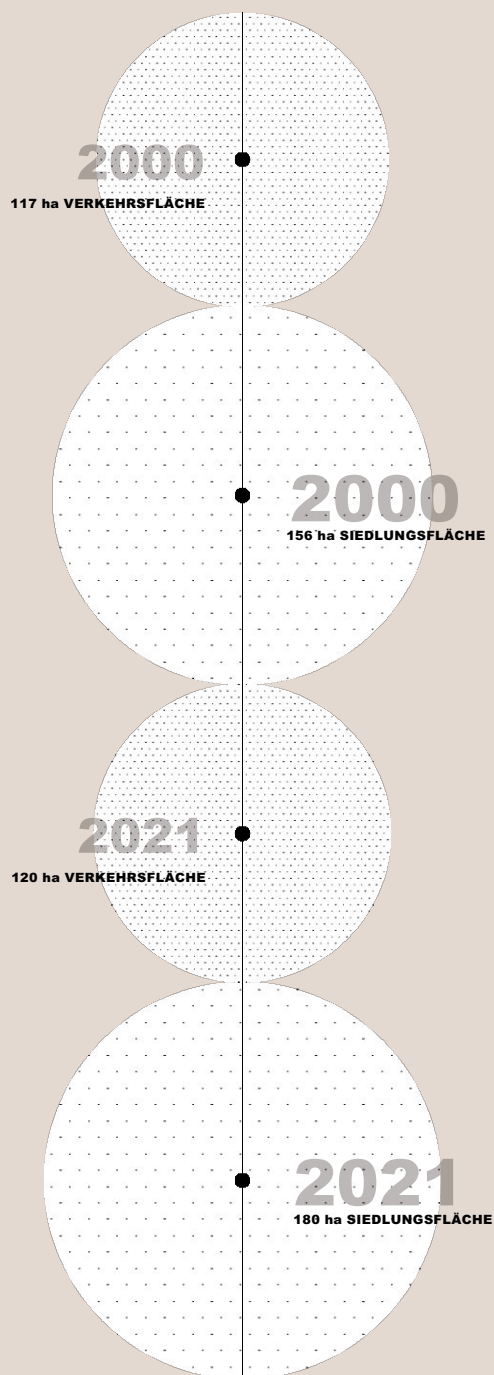 2000
117 ha VERKEHRSFLÄCHE
2000
156 ha SIEDLUNGSFLÄCHE
2021
120 ha VERKEHRSFLÄCHE
2021
180 ha SIEDLUNGSFLÄCHE